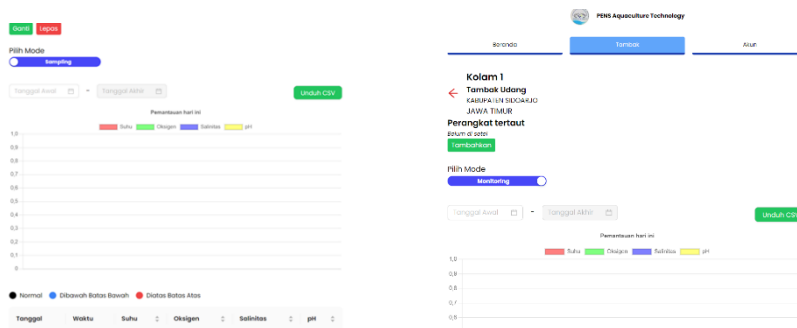 Ganti Lepas
Pilih Mode
Sampling
Tanggal Awal - Tanggal Akhir Unduh CSV
Pemantauan hari ini
Suhu Oksigen Salinitas pH
1,0
0,9
0,8
0,7
0,6
0,5
0,4
0,3
0,2
0,1
0
Normal Dibawah Batas Bawah Diatas Batas Atas
Tanggal Waktu Suhu Oksigen Salinitas pH
PENS Aquaculture Technology
Beranda Tambak Akun
Kolam 1
Tambak Udang
KABUPATEN SIDOARJO
JAWA TIMUR
Perangkat tertaut
Belum di setel
Tambahkan
Pilih Mode
Monitoring
Tanggal Awal - Tanggal Akhir Unduh CSV
Pemantauan hari ini
Suhu Oksigen Salinitas pH
1,0
0,9
0,8
0,7
0,6